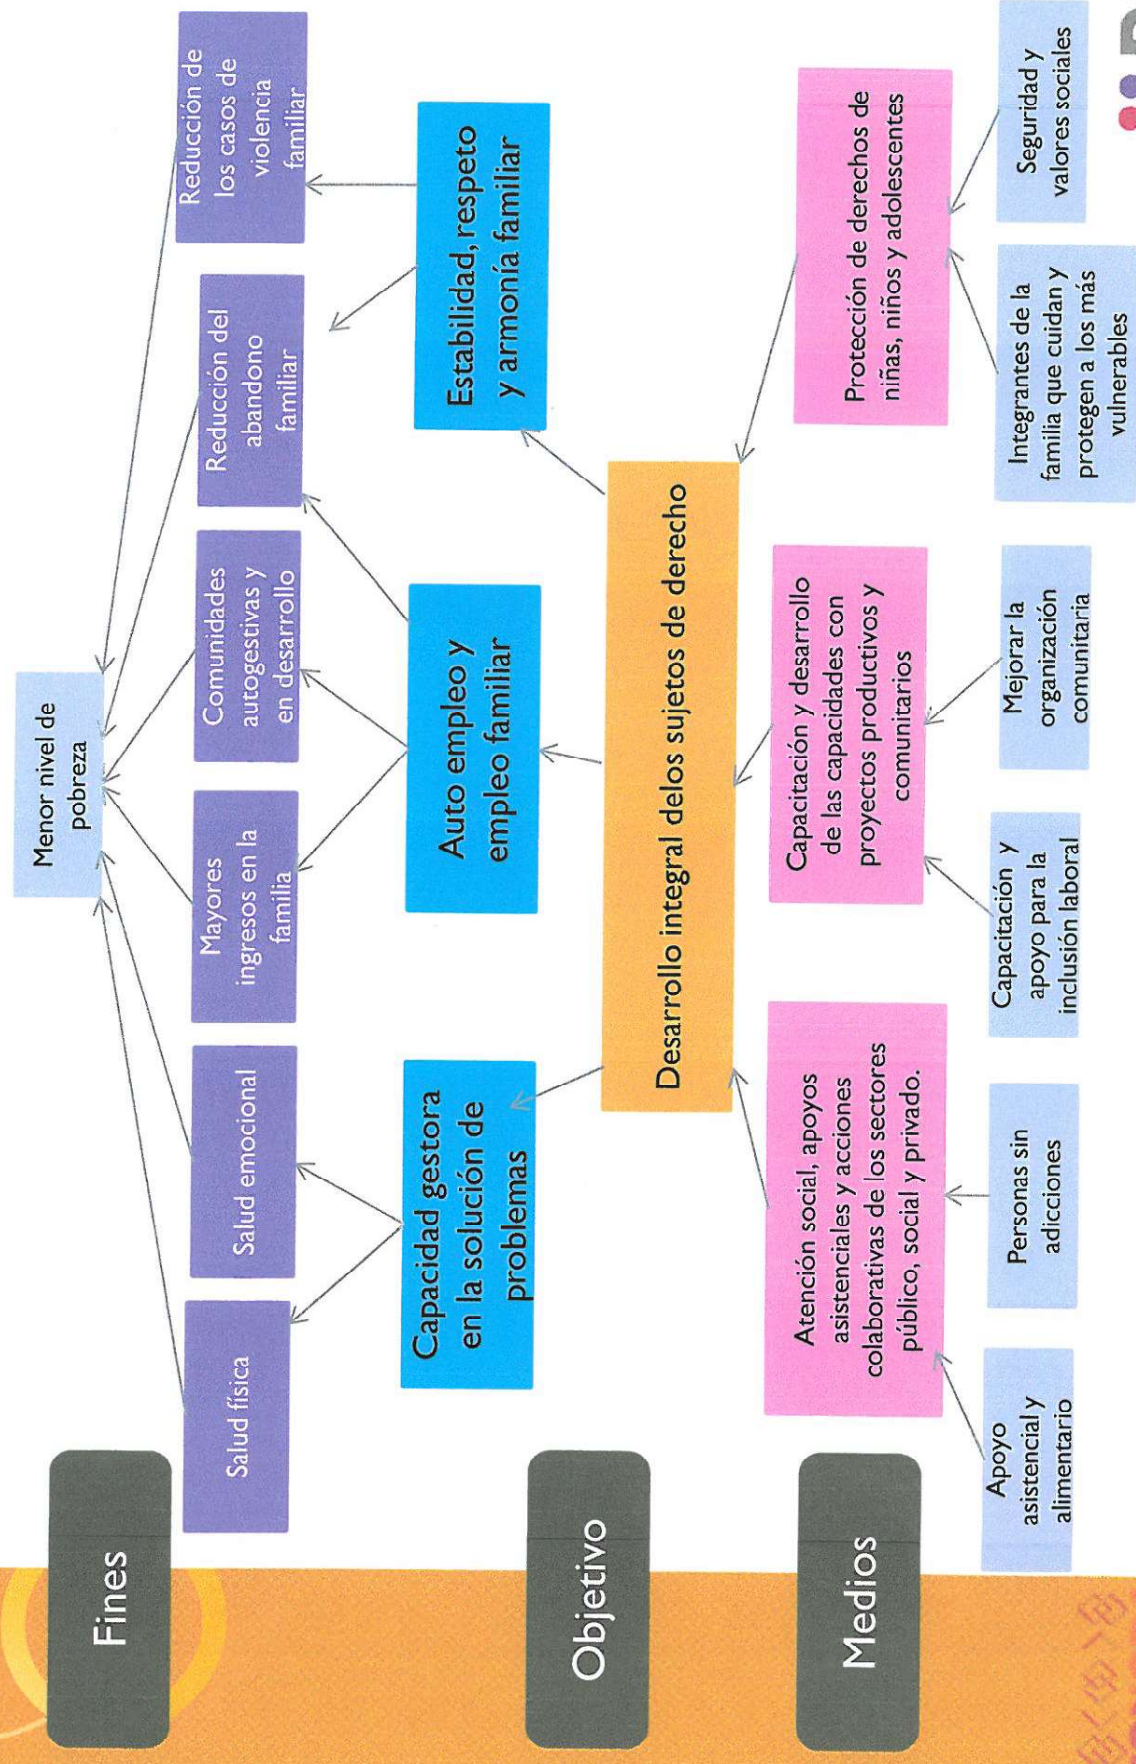 Fines
Menor nivel de
pobreza
Salud física
Salud emocional
Mayores
ingresos en la
familia
Comunidades
autogestivas y
en desarrollo
Reducción del
abandono
familiar
Reducción de
los casos de
violencia
familiar
Capacidad gestora
en la solución de
problemas
Auto empleo y
empleo familiar
Estabilidad, respeto
y armonía familiar
Objetivo
Desarrollo integral delos sujetos de derecho
Medios
Atención social, apoyos
asistenciales y acciones
colaborativas de los sectores
público, social y privado.
Capacitación y desarrollo
de las capacidades con
proyectos productivos y
comunitarios
Protección de derechos de
niñas, niños y adolescentes
Apoyo
asistencial y
alimentario
Personas sin
adicciones
Capacitación y
apoyo para la
inclusión laboral
Mejorar la
organización
comunitaria
Integrantes de la
familia que cuidan y
protegen a los más
vulnerables
Seguridad y
valores sociales